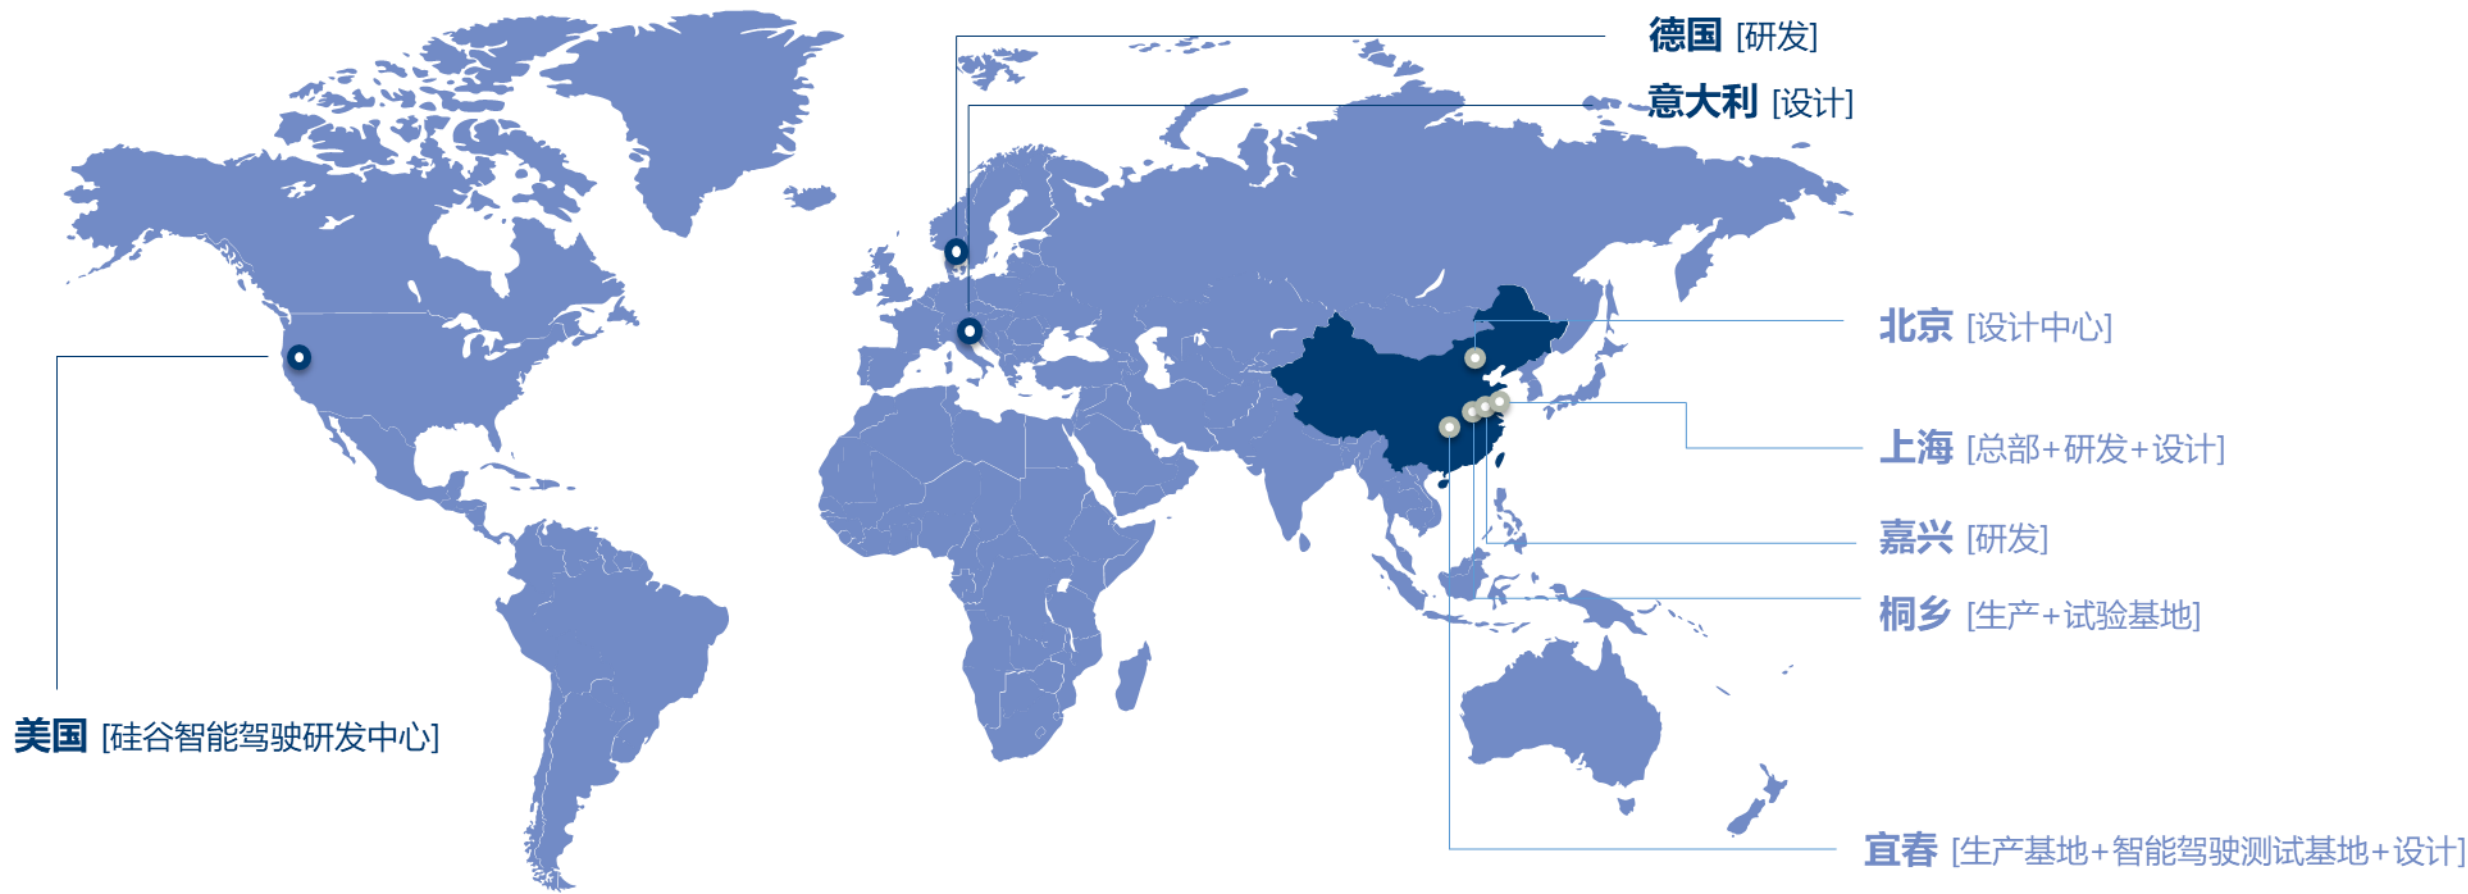 德国 [研发]
意大利 [设计]
北京 [设计中心]
上海 [总部+研发+设计]
嘉兴 [研发]
桐乡 [生产+试验基地]
美国 [硅谷智能驾驶研发中心]
宜春 [生产基地+智能驾驶测试基地+设计]